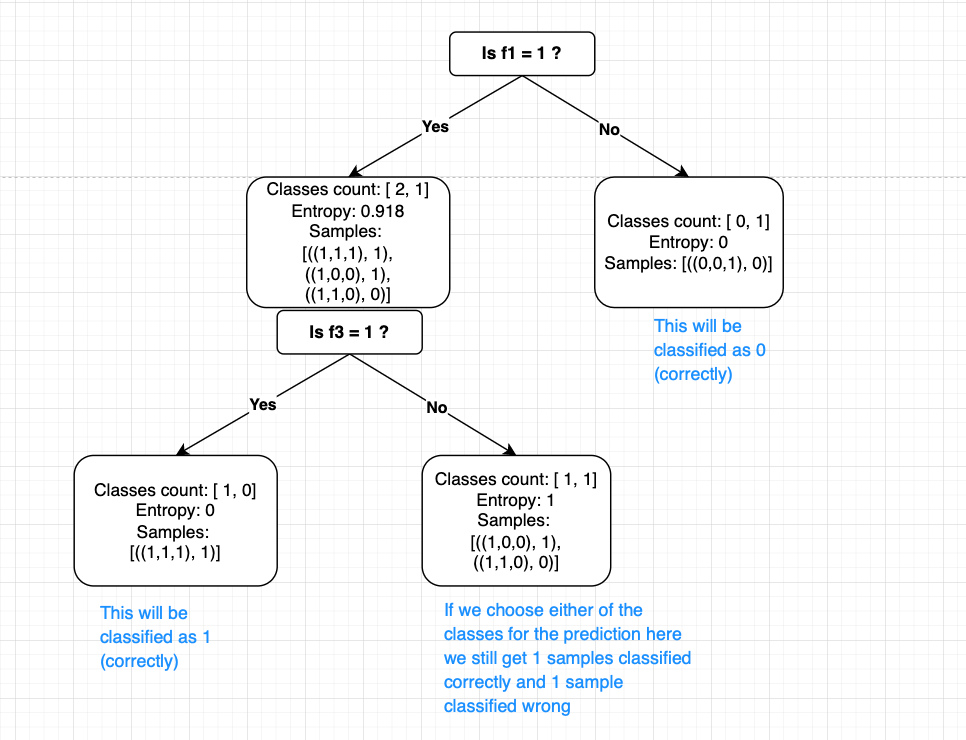 Is f1 = 1 ?
Yes
No
Classes count: [ 2, 1]
Entropy: 0.918
Samples:
[((1,1,1), 1),
((1,0,0), 1),
((1,1,0), 0)]
Classes count: [ 0, 1]
Entropy: 0
Samples: [((0,0,1), 0)]
This will be
classified as 0
(correctly)
Is f3 = 1 ?
Yes
No
Classes count: [ 1, 0]
Entropy: 0
Samples:
[((1,1,1), 1)]
This will be
classified as 1
(correctly)
Classes count: [ 1, 1]
Entropy: 1
Samples:
[((1,0,0), 1),
((1,1,0), 0)]
If we choose either of the
classes for the prediction here
we still get 1 samples classified
correctly and 1 sample
classified wrong